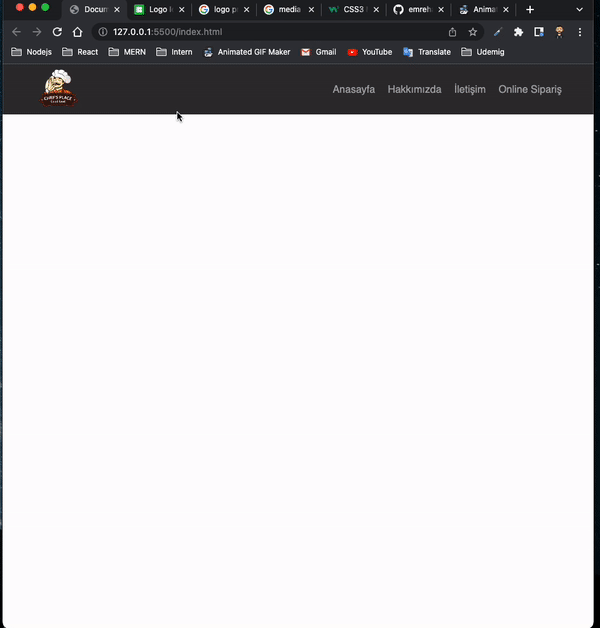 Docum Logo l logo p media CSS3 emreh Anima
127.0.0.1:5500/index.html
Nodejs React MERN Intern Animated GIF Maker Gmail YouTube Translate Udemig
CHEF'S PLACE
Anasayfa Hakkımızda İletişim Online Sipariş